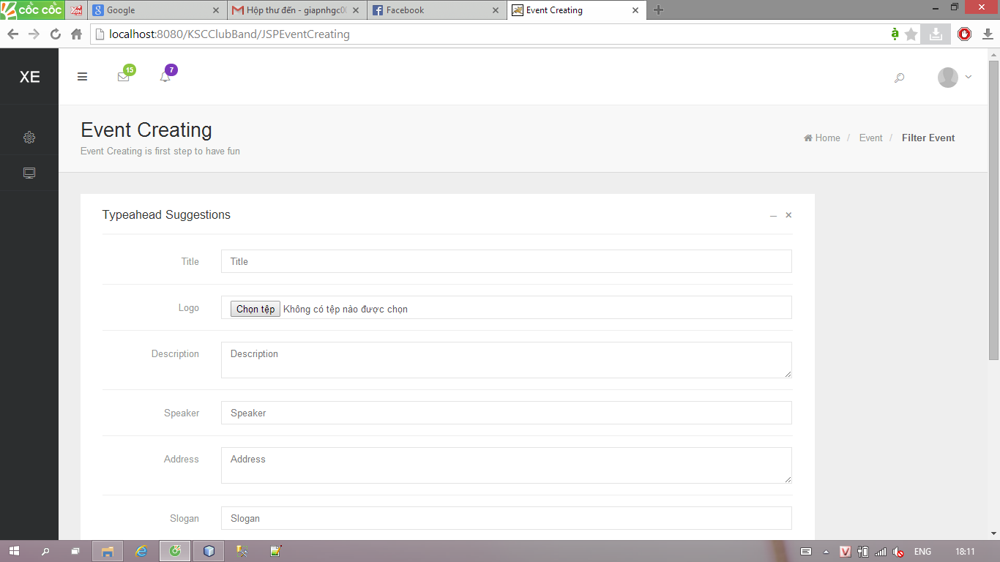 CỐC CỐC
Google
Hộp thư đến - giapnhgc0
Facebook
Event Creating
localhost:8080/KSCClubBand/JSPEventCreating
XE
15
7
Event Creating
Event Creating is first step to have fun
Home / Event / Filter Event
Typeahead Suggestions
Title
Title
Logo
Chọn tệp Không có tệp nào được chọn
Description
Description
Speaker
Speaker
Address
Address
Slogan
Slogan
ENG
18:11